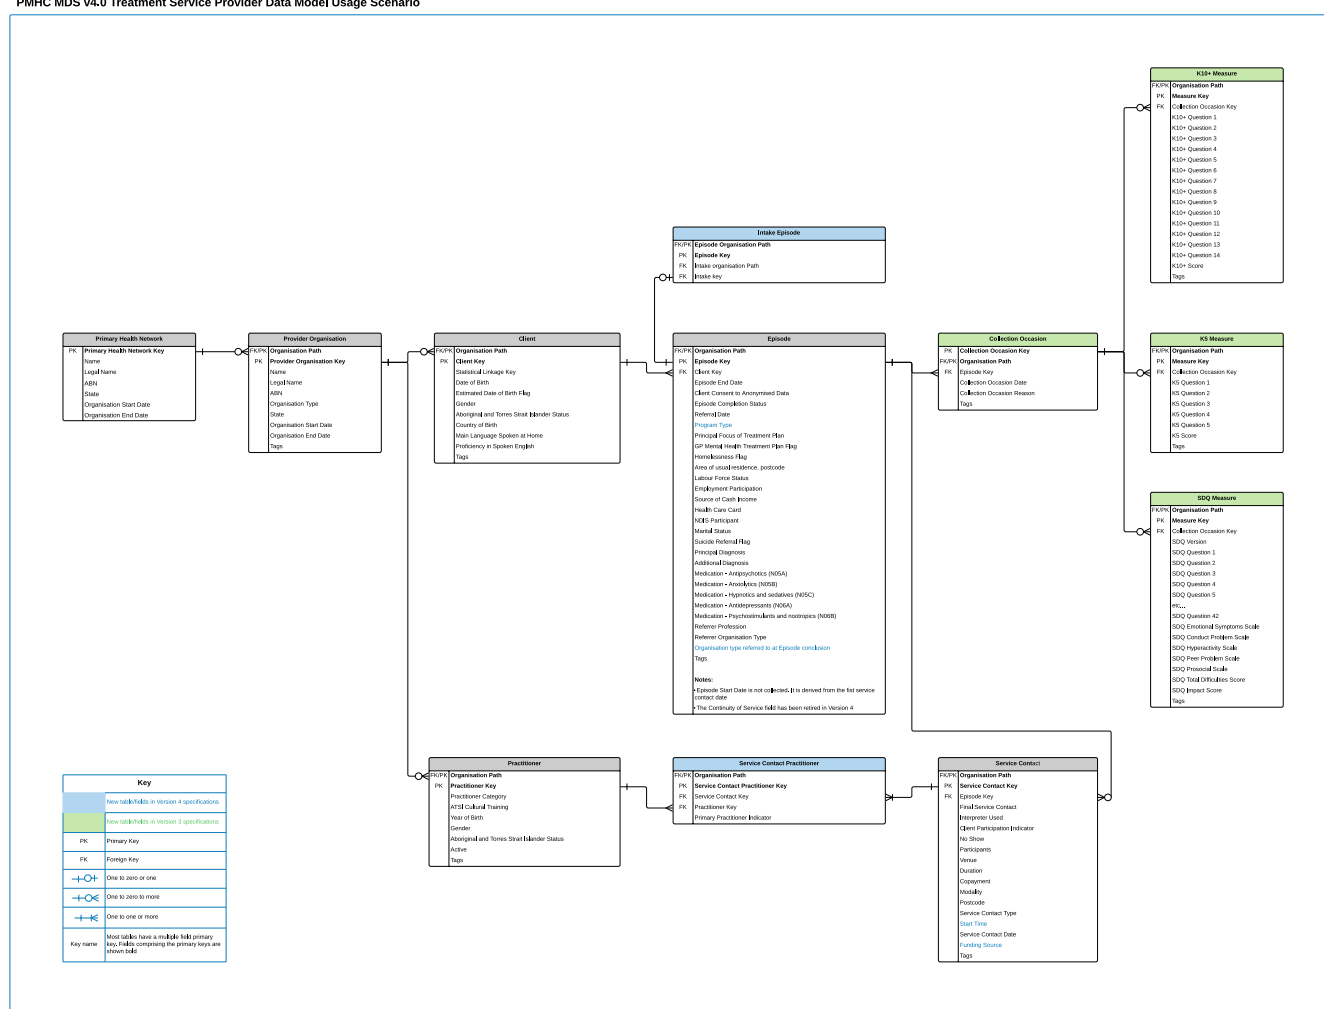 PMHC MDS v4.0 Treatment Service Provider Data Model Usage Scenario
K10+ Measure
FK/PK Organisation Path
PK Measure Key
FK Collection Occasion Key
K10+ Question 1
K10+ Question 2
K10+ Question 3
K10+ Question 4
K10+ Question 5
K10+ Question 6
K10+ Question 7
K10+ Question 8
K10+ Question 9
K10+ Question 10
K10+ Question 11
K10+ Question 12
K10+ Question 13
K10+ Question 14
K10+ Score
Tags
Intake Episode
FK/PK Episode Organisation Path
PK Episode Key
FK Intake organisation Path
FK Intake key
Primary Health Network
PK Primary Health Network Key
Name
Legal Name
ABN
State
Organisation Start Date
Organisation End Date
Provider Organisation
FK/PK Organisation Path
PK Provider Organisation Key
Name
Legal Name
ABN
Organisation Type
State
Organisation Start Date
Organisation End Date
Tags
Client
FK/PK Organisation Path
PK Client Key
Statistical Linkage Key
Date of Birth
Estimated Date of Birth Flag
Gender
Aboriginal and Torres Strait Islander Status
Country of Birth
Main Language Spoken at Home
Proficiency in Spoken English
Tags
Episode
FK/PK Organisation Path
PK Episode Key
FK Client Key
Episode End Date
Client Consent to Anonymised Data
Episode Completion Status
Referral Date
Program Type
Principal Focus of Treatment Plan
GP Mental Health Treatment Plan Flag
Homelessness Flag
Area of usual residence, postcode
Labour Force Status
Employment Participation
Source of Cash Income
Health Care Card
NDIS Participant
Marital Status
Suicide Referral Flag
Principal Diagnosis
Additional Diagnosis
Medication - Antipsychotics (N05A)
Medication - Anxiolytics (N05B)
Medication - Hypnotics and sedatives (N05C)
Medication - Antidepressants (N06A)
Medication - Psychostimulants and nootropics (N06B)
Referrer Profession
Referrer Organisation Type
Organisation type referred to at Episode conclusion
Tags
Notes:
• Episode Start Date is not collected. It is derived from the fist service
contact date
• The Continuity of Service field has been retired in Version 4
Collection Occasion
PK Collection Occasion Key
FK/PK Organisation Path
FK Episode Key
Collection Occasion Date
Collection Occasion Reason
Tags
K5 Measure
FK/PK Organisation Path
PK Measure Key
FK Collection Occasion Key
K5 Question 1
K5 Question 2
K5 Question 3
K5 Question 4
K5 Question 5
K5 Score
Tags
SDQ Measure
FK/PK Organisation Path
PK Measure Key
FK Collection Occasion Key
SDQ Version
SDQ Question 1
SDQ Question 2
SDQ Question 3
SDQ Question 4
SDQ Question 5
etc...
SDQ Question 42
SDQ Emotional Symptoms Scale
SDQ Conduct Problem Scale
SDQ Hyperactivity Scale
SDQ Peer Problem Scale
SDQ Prosocial Scale
SDQ Total Difficulties Score
SDQ Impact Score
Tags
Practitioner
FK/PK Organisation Path
PK Practitioner Key
Practitioner Category
ATSI Cultural Training
Year of Birth
Gender
Aboriginal and Torres Strait Islander Status
Active
Tags
Service Contact Practitioner
FK/PK Organisation Path
PK Service Contact Practitioner Key
FK Service Contact Key
FK Practitioner Key
Primary Practitioner Indicator
Service Contact
FK/PK Organisation Path
PK Service Contact Key
FK Episode Key
Final Service Contact
Interpreter Used
Client Participation Indicator
No Show
Participants
Venue
Duration
Copayment
Modality
Postcode
Service Contact Type
Start Time
Service Contact Date
Funding Source
Tags
Key
New table/fields in Version 4 specifications
New table/fields in Version 3 specifications
PK Primary Key
FK Foreign Key
One to zero or one
One to zero to more
One to one or more
Key name Most tables have a multiple field primary
key. Fields comprising the primary keys are
shown bold